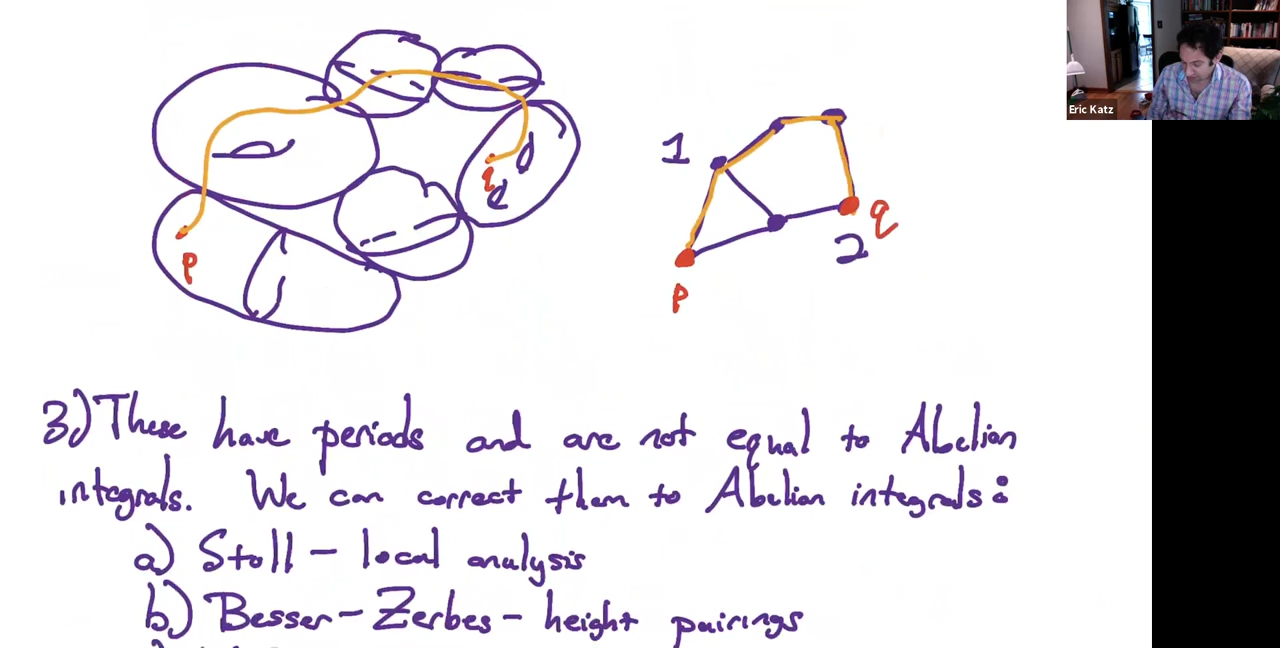 Eric Katz
1
q
q
2
p
p
3) These have periods and are not equal to Abelian
integrals. We can correct them to Abelian integrals:
a) Stoll - local analysis
b) Besser-Zerbes - height pairings